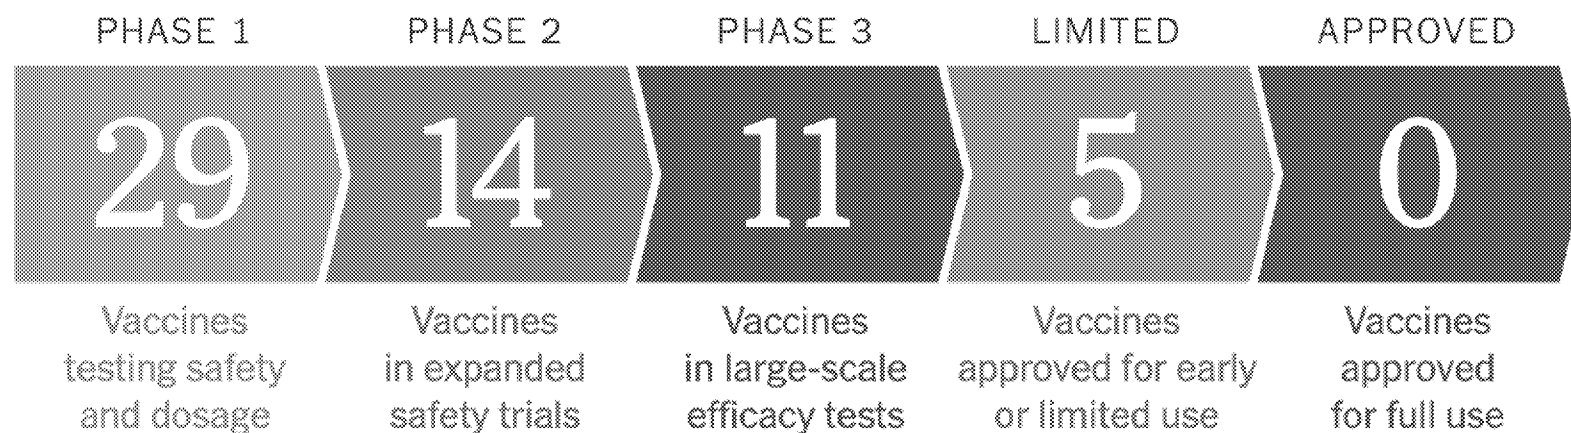 PHASE 1 PHASE 2 PHASE 3 LIMITED APPROVED
29 14 11 5 0
Vaccines Vaccines Vaccines Vaccines Vaccines
testing safety in expanded in large-scale approved for early approved
and dosage safety trials efficacy tests or limited use for full use